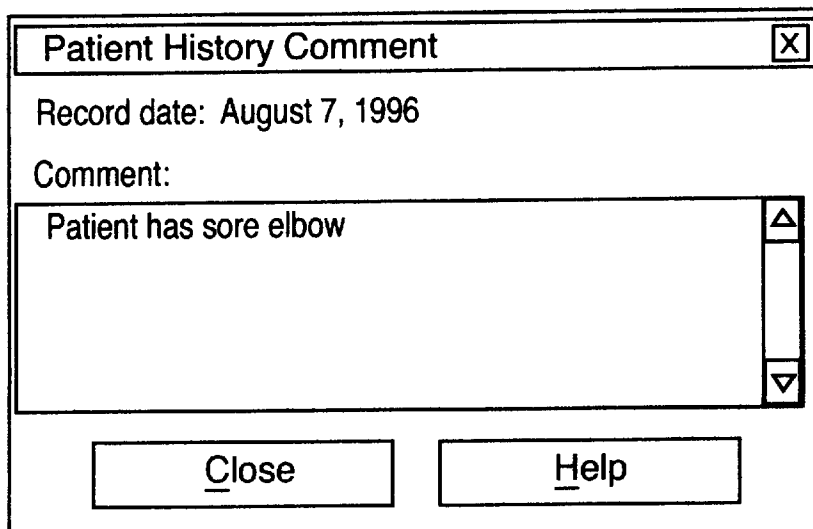 Patient History Comment X
Record date: August 7, 1996
Comment:
Patient has sore elbow
Close Help